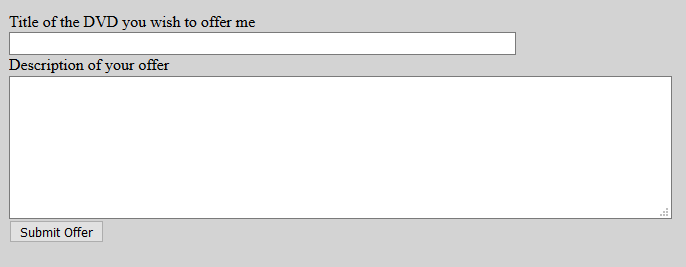 Title of the DVD you wish to offer me
Description of your offer
Submit Offer